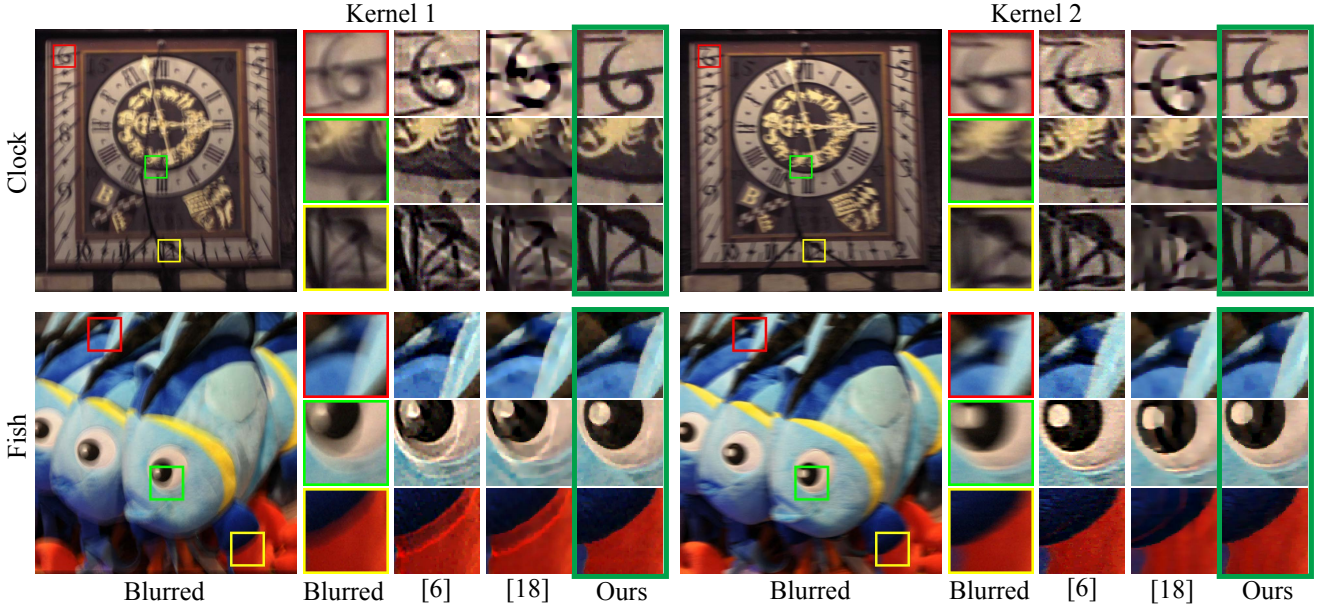 Kernel 1 Kernel 2
Clock
Fish
Blurred Blurred [6] [18] Ours Blurred Blurred [6] [18] Ours